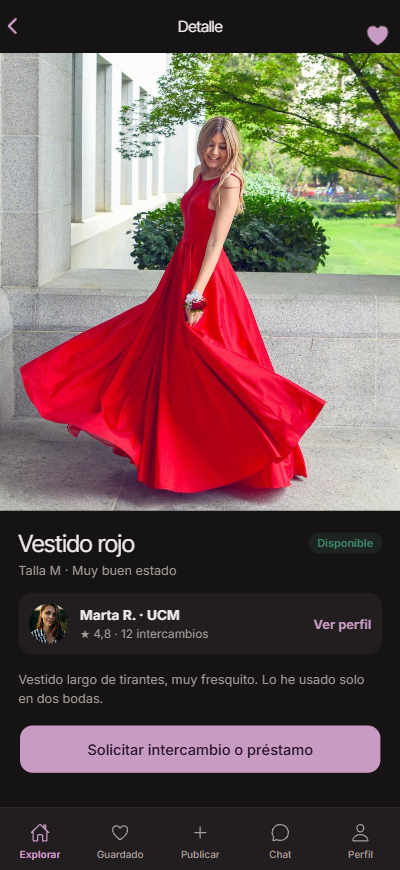 Detalle
Vestido rojo
Disponible
Talla M · Muy buen estado
Marta R. · UCM
★ 4,8 · 12 intercambios
Ver perfil
Vestido largo de tirantes, muy fresquito. Lo he usado solo
en dos bodas.
Solicitar intercambio o préstamo
Explorar
Guardado
Publicar
Chat
Perfil